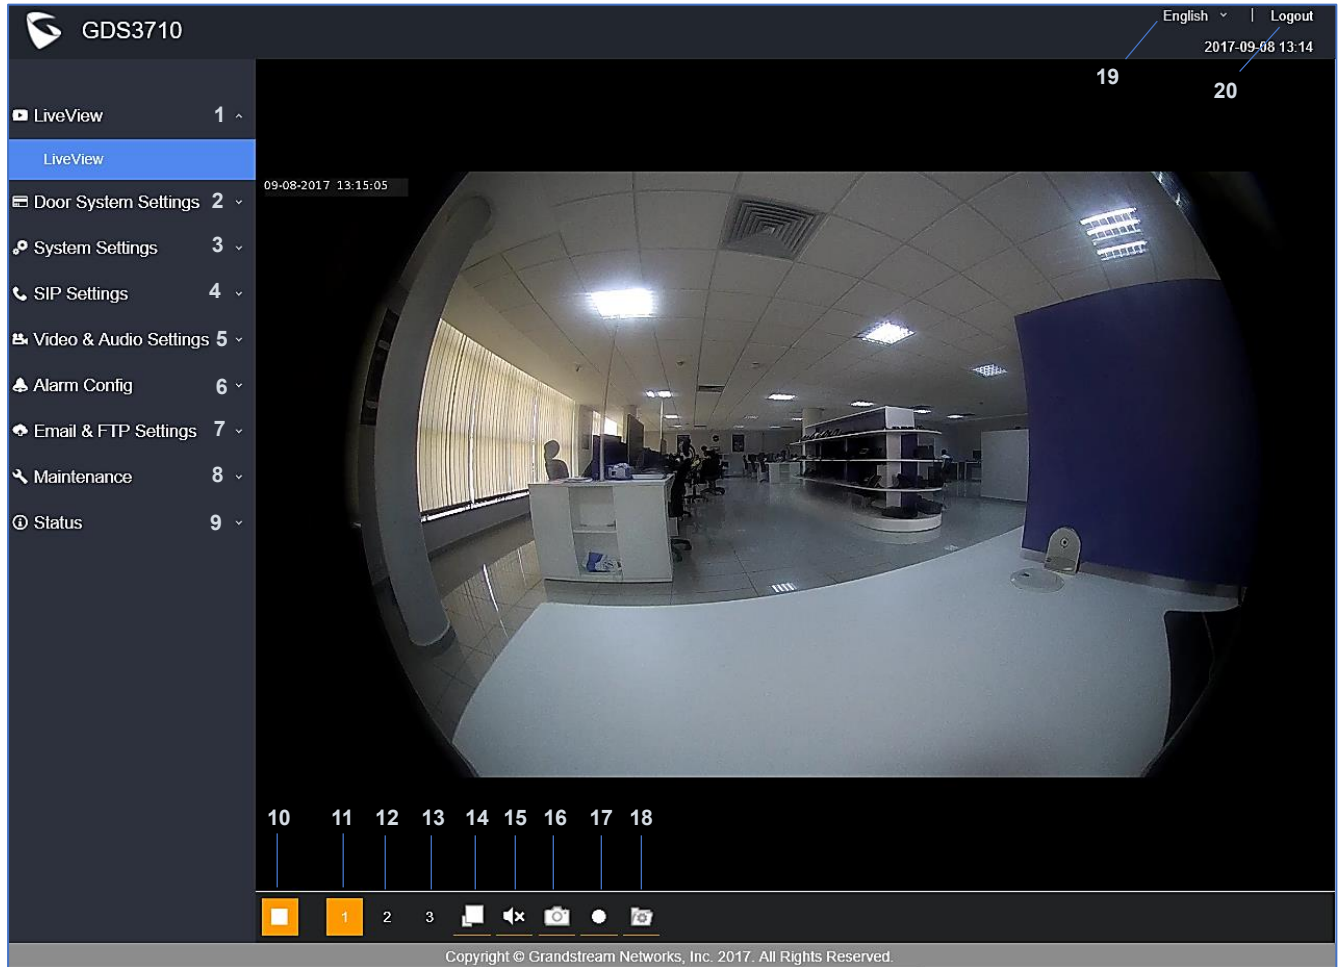 GDS3710
English | Logout
2017-09-08 13:14
19
20
LiveView 1
LiveView
Door System Settings 2
System Settings 3
SIP Settings 4
Video & Audio Settings 5
Alarm Config 6
Email & FTP Settings 7
Maintenance 8
Status 9
09-08-2017 13:15:05
10 11 12 13 14 15 16 17 18
1 2 3
Copyright © Grandstream Networks, Inc. 2017. All Rights Reserved.